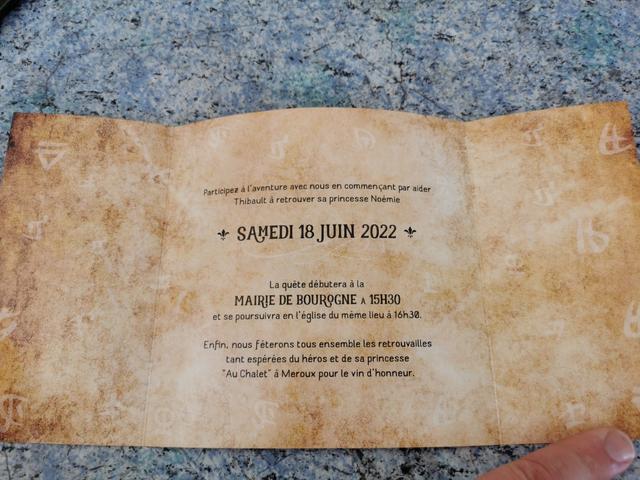 Participez à l'aventure avec nous en commençant par aider
Thibault à retrouver sa princesse Noémie
SAMEDI 18 JUIN 2022
La quête débutera à la
MAIRIE DE BOUROGNE À 15H30
et se poursuivra en l'église du même lieu à 16h30.
Enfin, nous fêterons tous ensemble les retrouvailles
tant espérées du héros et de sa princesse
"Au Chalet" à Meroux pour le vin d'honneur.